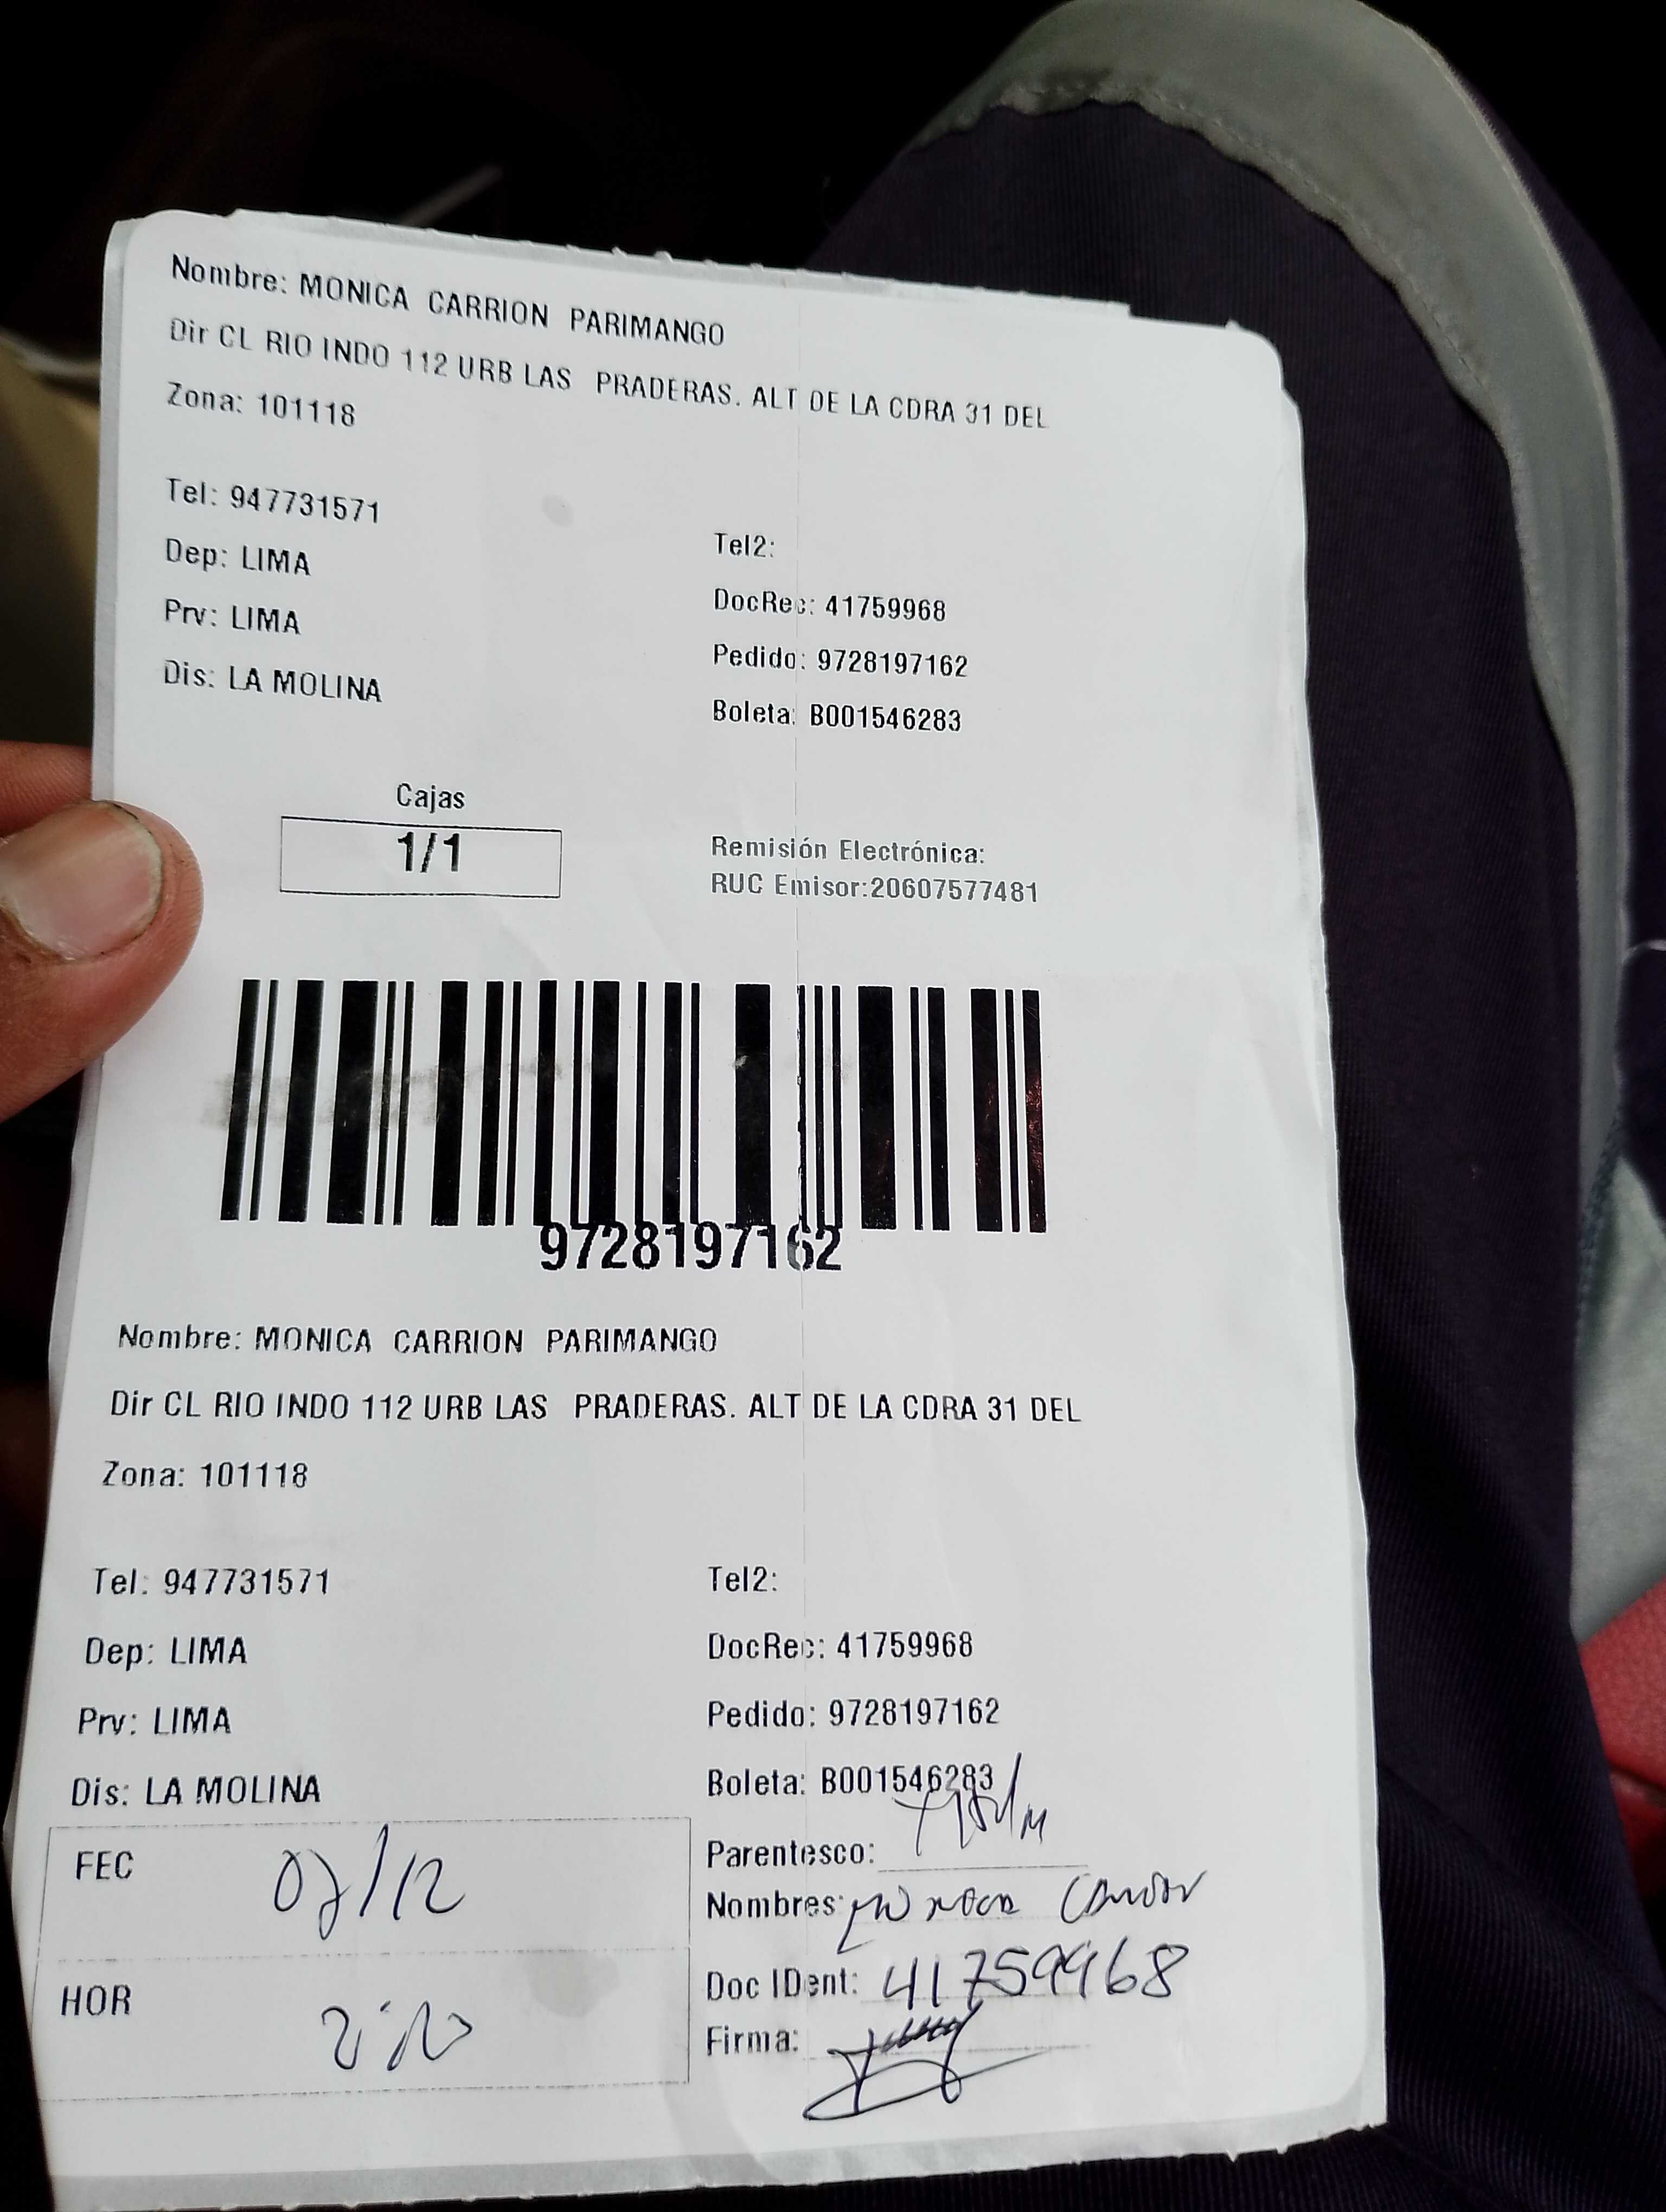 Nombre: MONICA CARRION PARIMANGO
Dir CL RIO INDO 112 URB LAS PRADERAS. ALT DE LA CDRA 31 DEL
Zona: 101118
Tel: 947731571
Tel2:
Dep: LIMA
DocRec: 41759968
Prv: LIMA
Pedido: 9728197162
Dis: LA MOLINA
Boleta: B001546283
Cajas
1/1
Remisión Electrónica:
RUC Emisor:20607577481
9728197162
Nombre: MONICA CARRION PARIMANGO
Dir CL RIO INDO 112 URB LAS PRADERAS. ALT DE LA CDRA 31 DEL
Zona: 101118
Tel: 947731571
Tel2:
Dep: LIMA
DocRec: 41759968
Prv: LIMA
Pedido: 9728197162
Dis: LA MOLINA
Boleta: B001546283
FEC
Parentesco:
Nombres:
HOR
Doc IDent: 41759968
Firma: